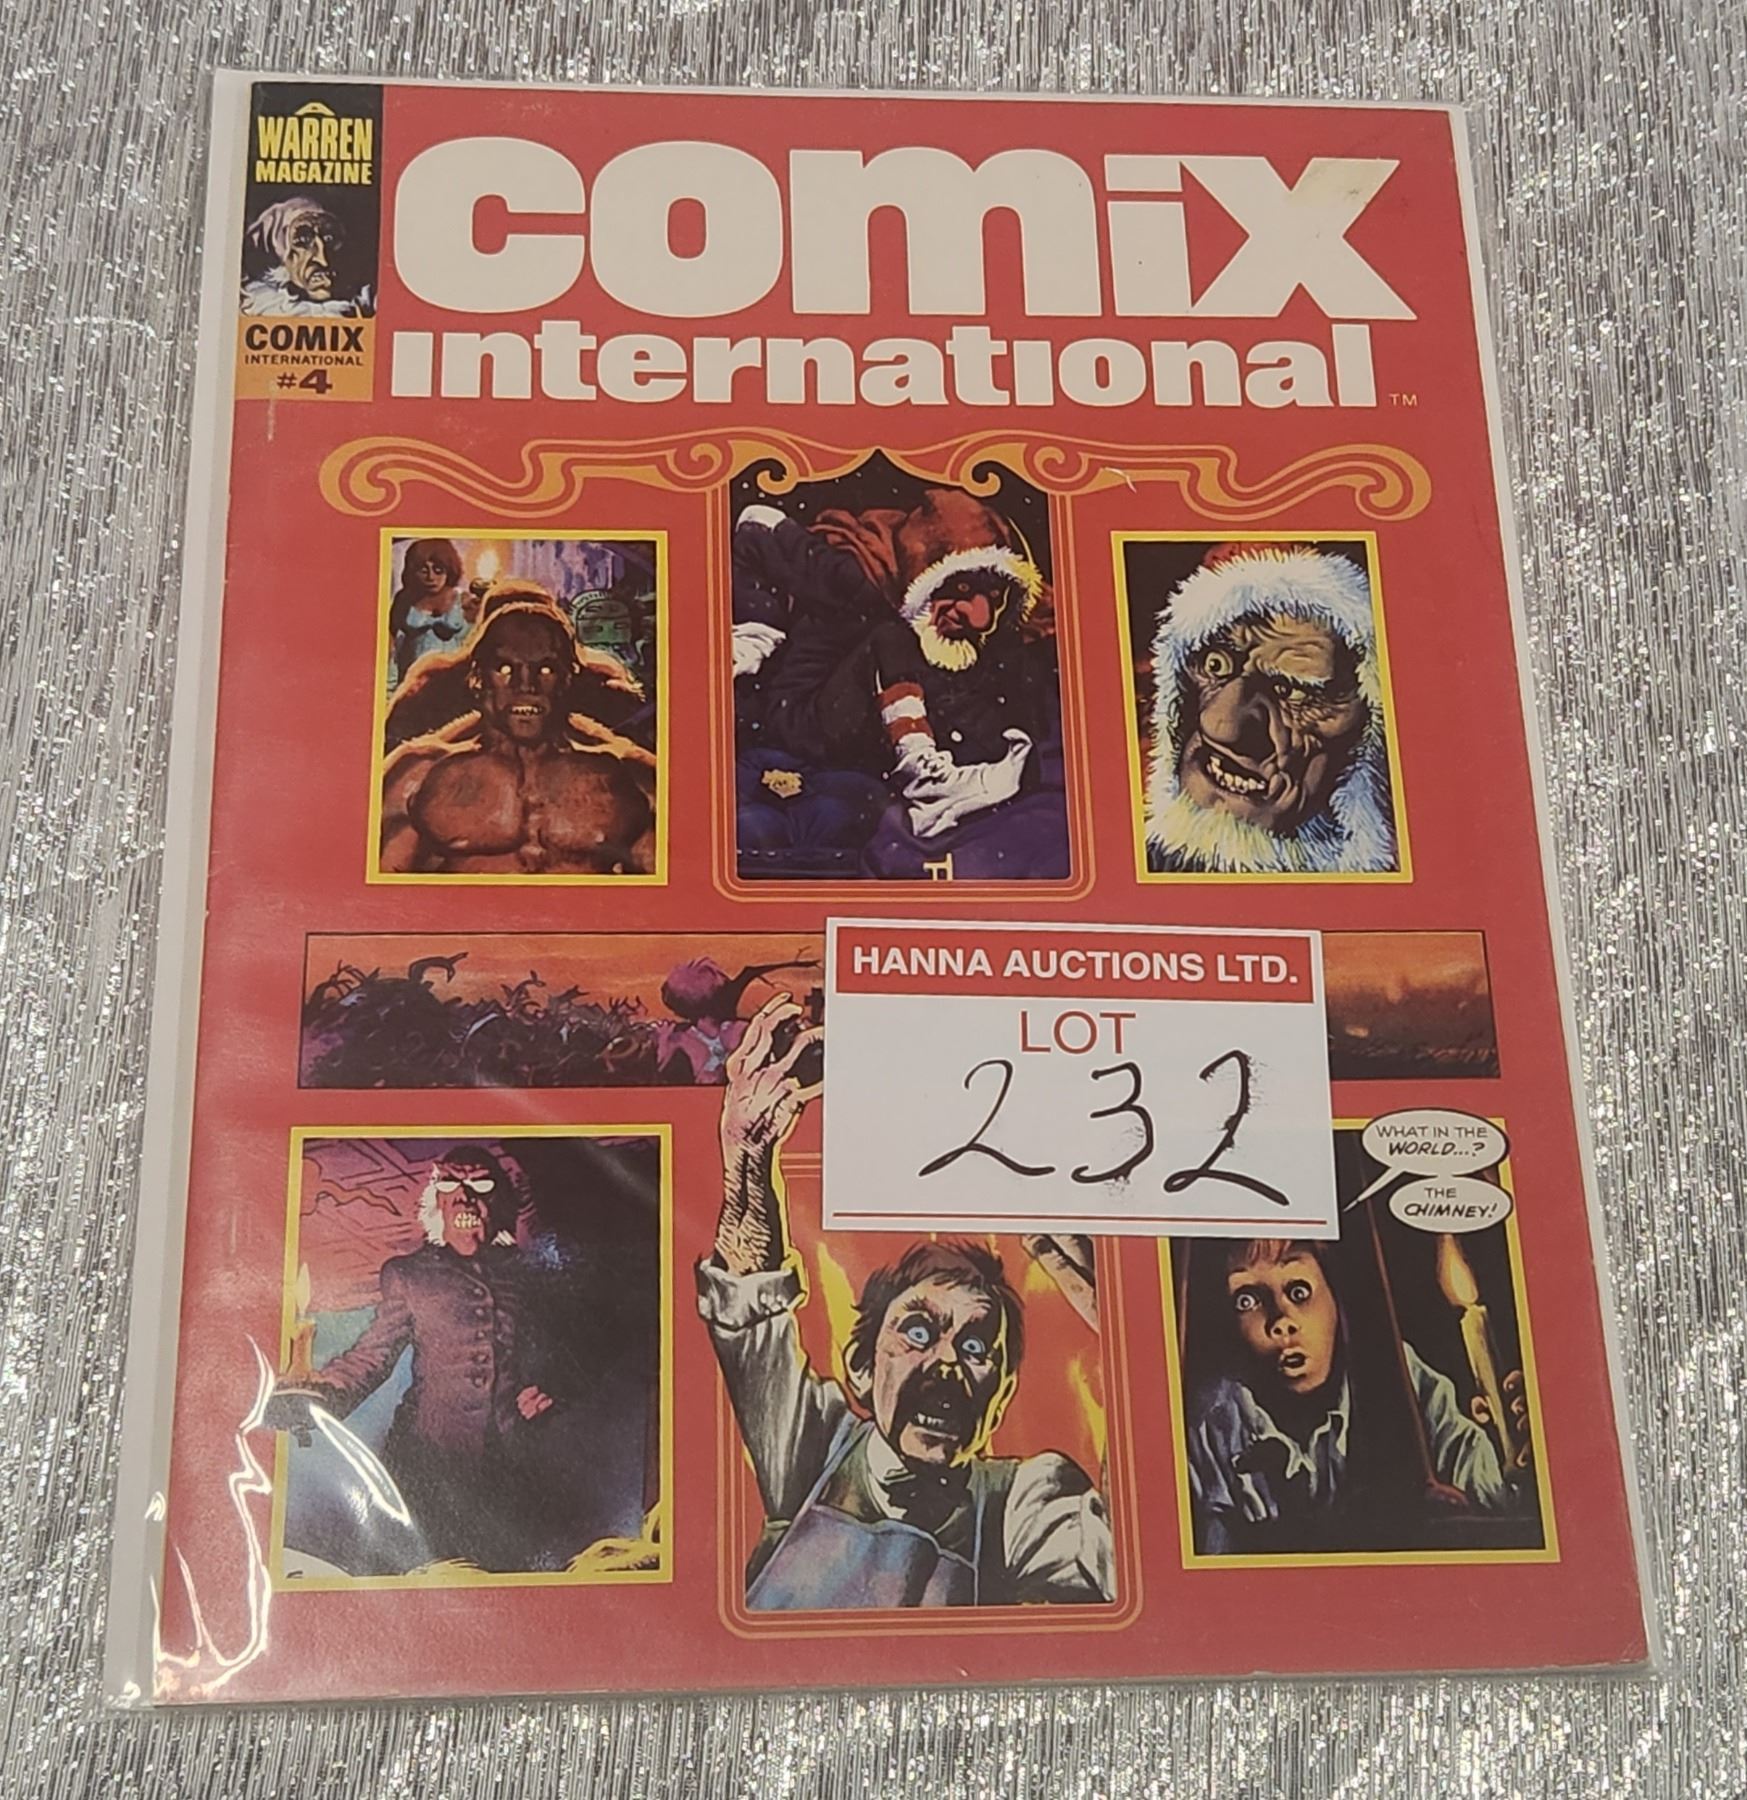 WARREN
MAGAZINE
COMIX
INTERNATIONAL
#4
comix
international
TM
HANNA AUCTIONS LTD.
LOT
232
WHAT IN THE
WORLD...?
THE
CHIMNEY!